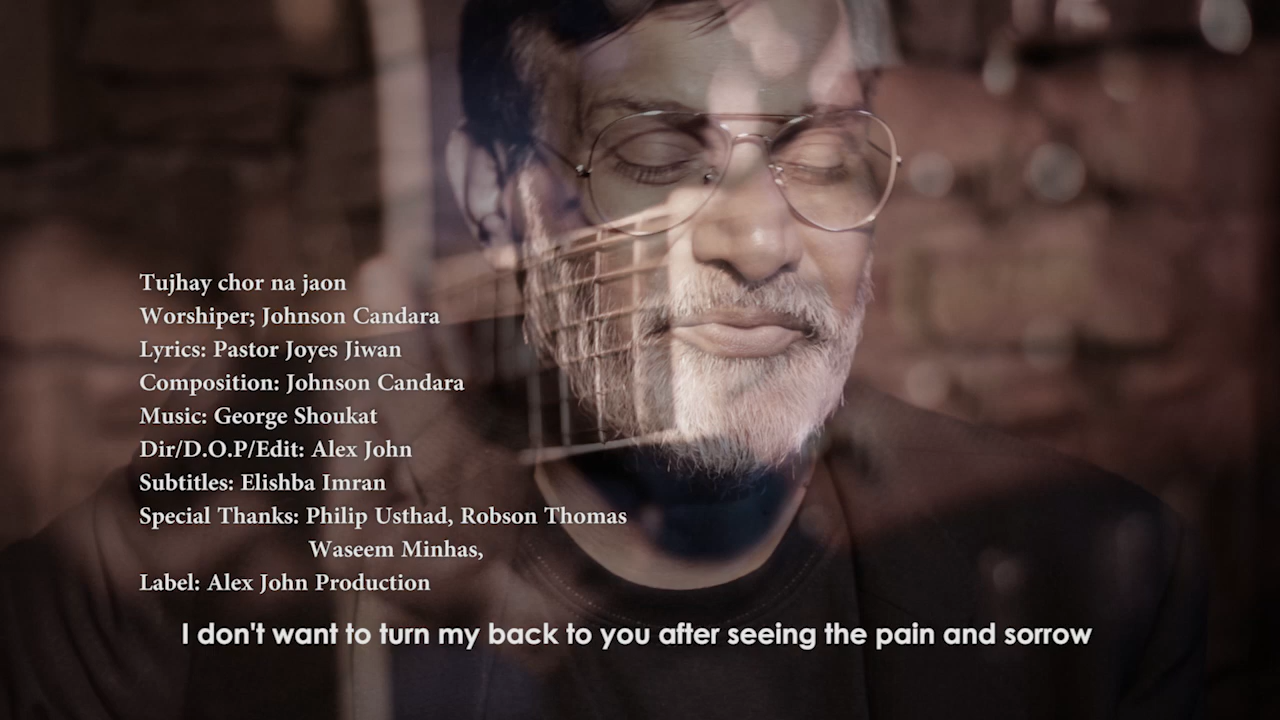 Tujhay chor na jaon
Worshiper; Johnson Candara
Lyrics: Pastor Joyes Jiwan
Composition: Johnson Candara
Music: George Shoukat
Dir/D.O.P/Edit: Alex John
Subtitles: Elishba Imran
Special Thanks: Philip Usthad, Robson Thomas
Waseem Minhas,
Label: Alex John Production
I don't want to turn my back to you after seeing the pain and sorrow